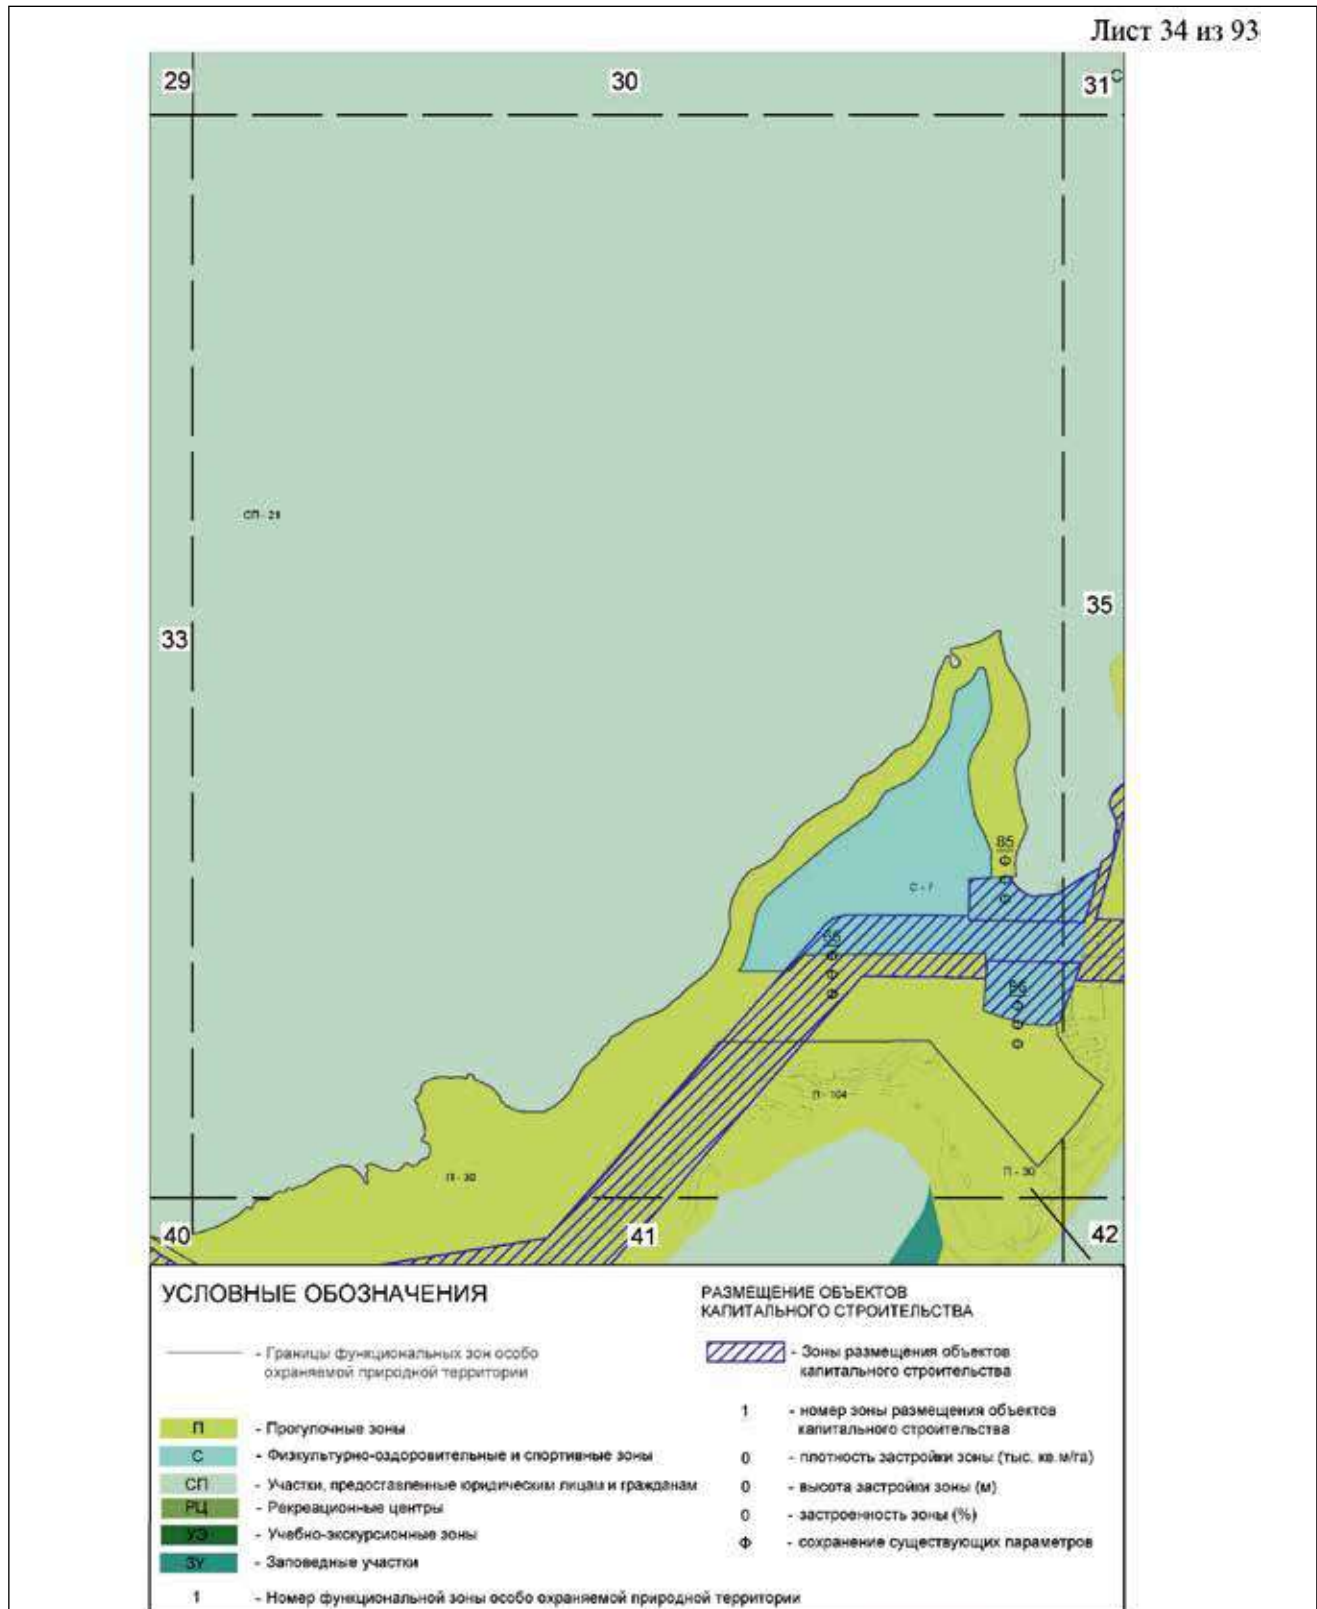 Лист 34 из 93
29
30
31
С
СП - 21
33
35
85
Ф
Ф
Ф
С - 7
Ф
Ф
Ф
86
Ф
Ф
Ф
П - 104
П - 30
П - 30
40
41
42
УСЛОВНЫЕ ОБОЗНАЧЕНИЯ
- Границы функциональных зон особо
охраняемой природной территории
П - Прогулочные зоны
С - Физкультурно-оздоровительные и спортивные зоны
СП - Участки, предоставленные юридическим лицам и гражданам
РЦ - Рекреационные центры
УЭ - Учебно-экскурсионные зоны
ЗУ - Заповедные участки
1 - Номер функциональной зоны особо охраняемой природной территории
РАЗМЕЩЕНИЕ ОБЪЕКТОВ
КАПИТАЛЬНОГО СТРОИТЕЛЬСТВА
- Зоны размещения объектов
капитального строительства
1 - номер зоны размещения объектов
капитального строительства
0 - плотность застройки зоны (тыс. кв.м/га)
0 - высота застройки зоны (м)
0 - застроенность зоны (%)
Ф - сохранение существующих параметров